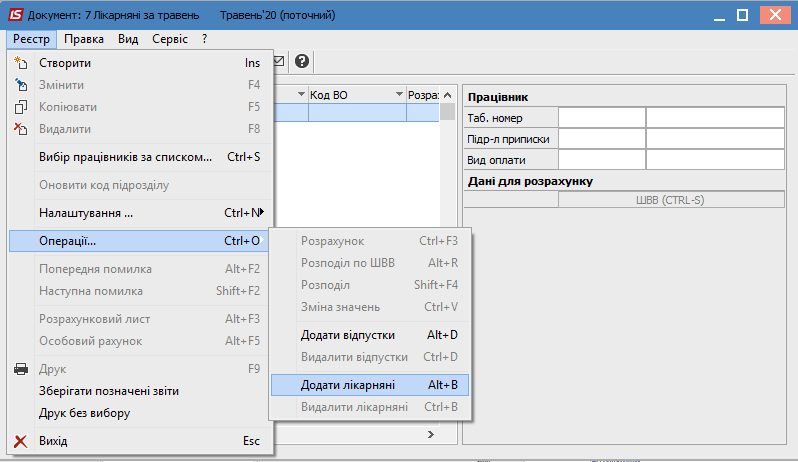 Документ: 7 Лікарняні за травень Травень'20 (поточний)
Реєстр Правка Вид Сервіс ?
Створити Ins
Змінити F4
Копіювати F5
Видалити F8
Вибір працівників за списком... Ctrl+S
Оновити код підрозділу
Налаштування ... Ctrl+N
Операції... Ctrl+O
Попередня помилка Alt+F2
Наступна помилка Shift+F2
Розрахунковий лист Alt+F3
Особовий рахунок Alt+F5
Друк F9
Зберігати позначені звіти
Друк без вибору
Вихід Esc
Розрахунок Ctrl+F3
Розподіл по ШВВ Alt+R
Розподіл Shift+F4
Зміна значень Ctrl+V
Додати відпустки Alt+D
Видалити відпустки Ctrl+D
Додати лікарняні Alt+B
Видалити лікарняні Ctrl+B
Код ВО Розра
Працівник
Таб. номер
Підр-л приписки
Вид оплати
Дані для розрахунку
ШВВ (CTRL-S)